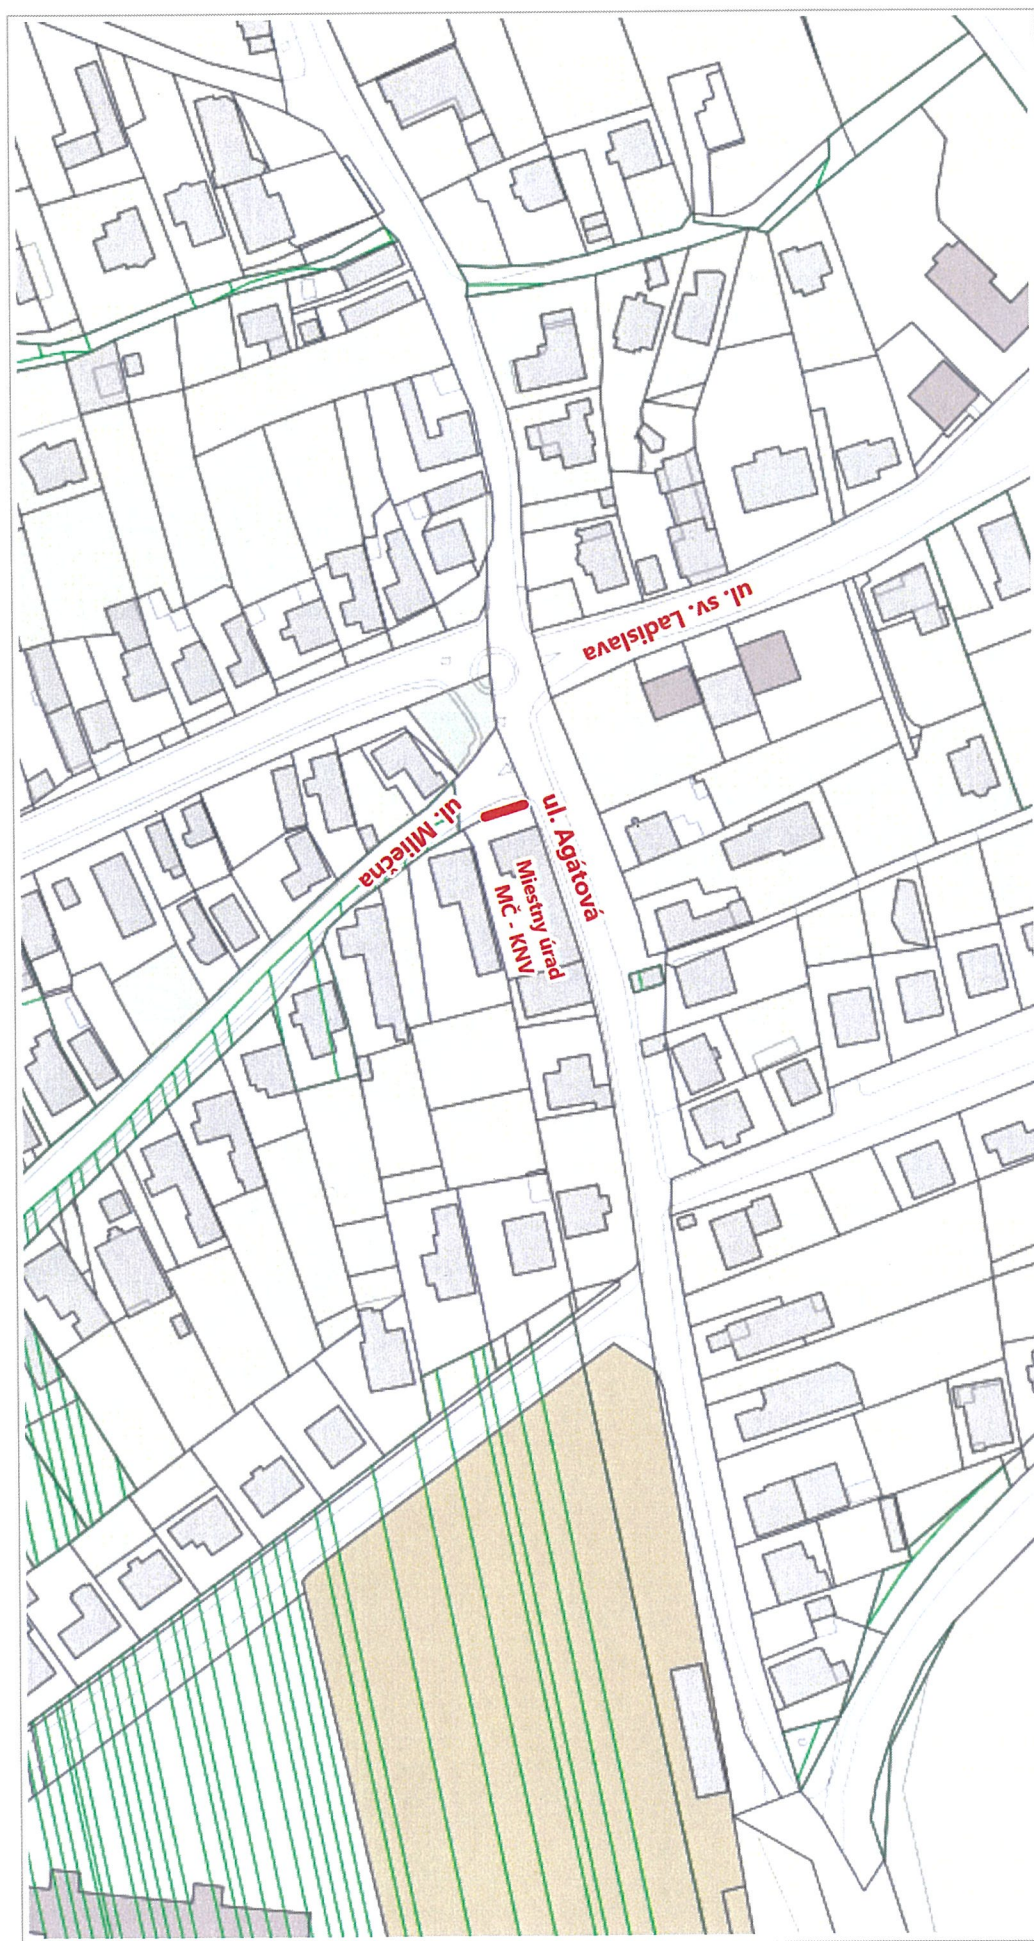 ul. sv. Ladislava
ul. Mliečna
ul. Agátová
Miestny úrad
MČ - KNV